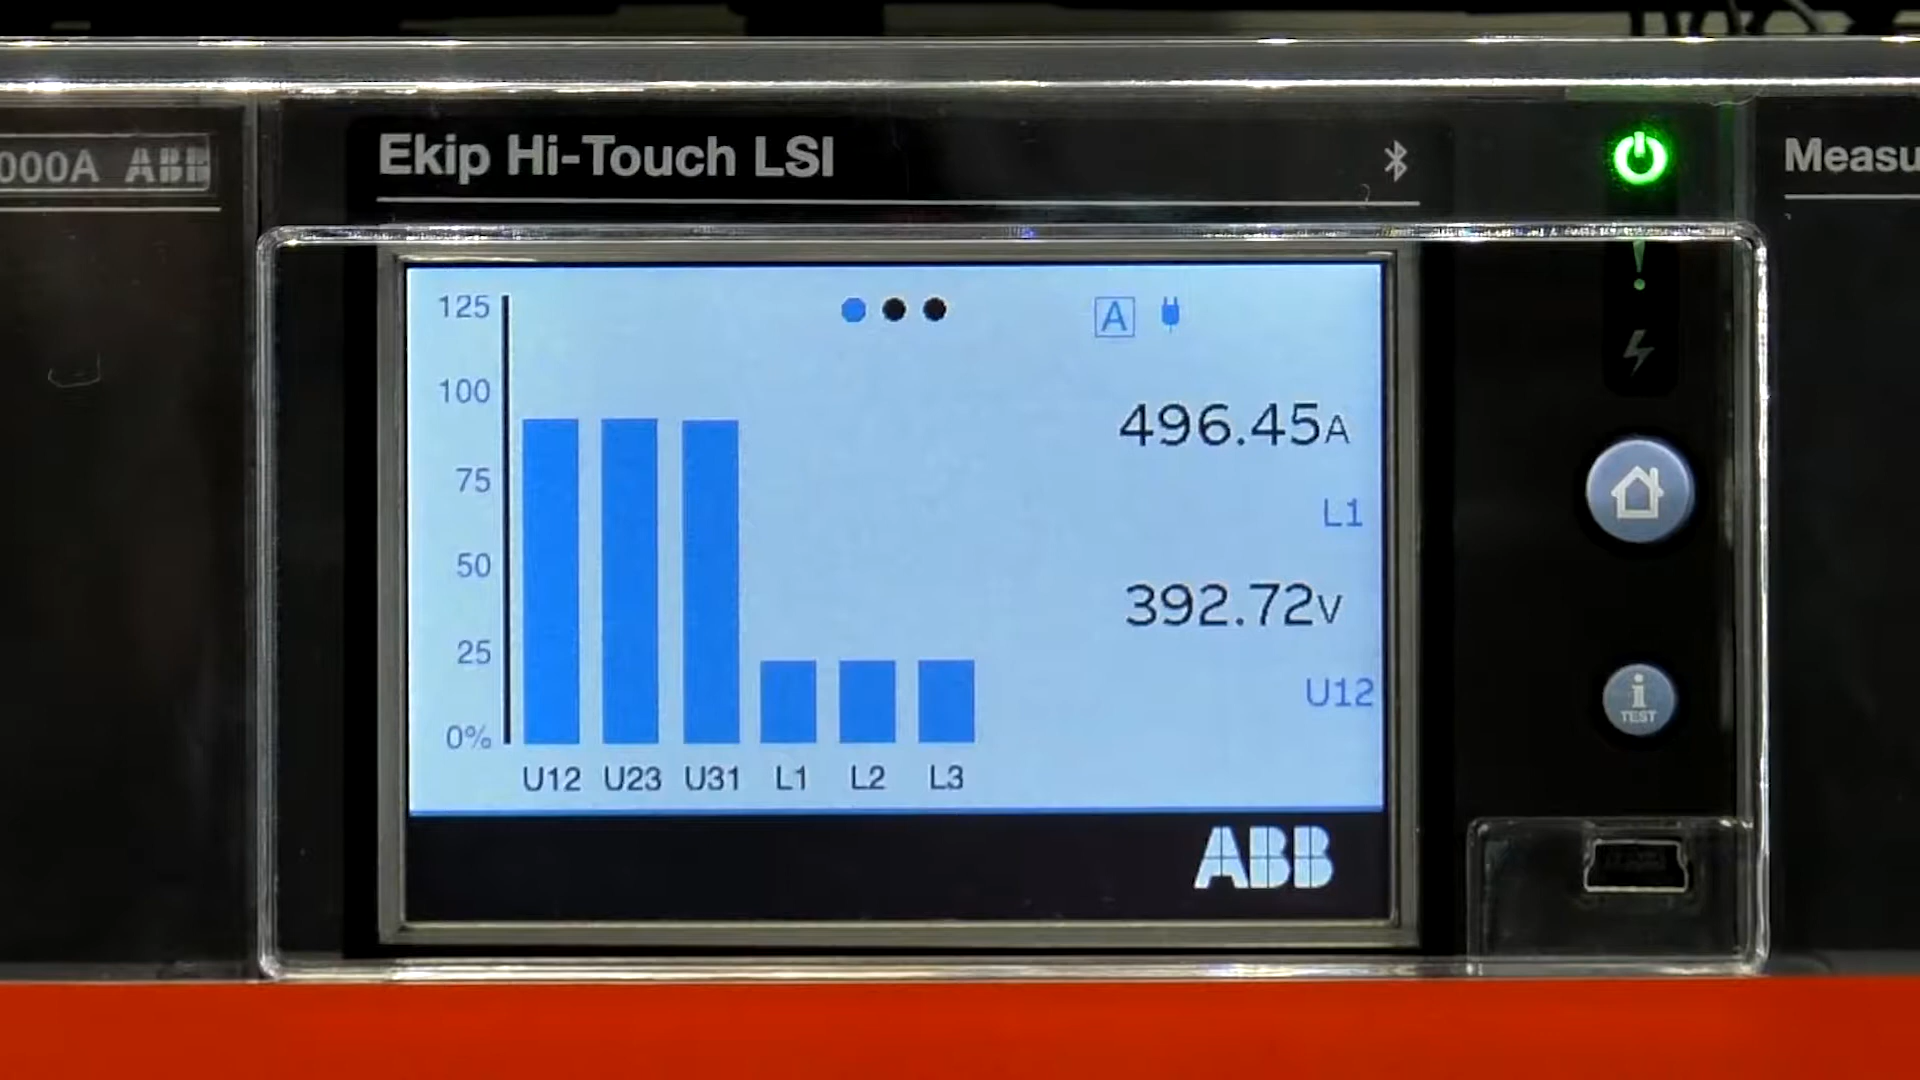 000A ABB
Ekip Hi-Touch LSI
Measu
125
100
75
50
25
0%
U12 U23 U31 L1 L2 L3
A
496.45A
L1
392.72V
U12
ABB
i
TEST